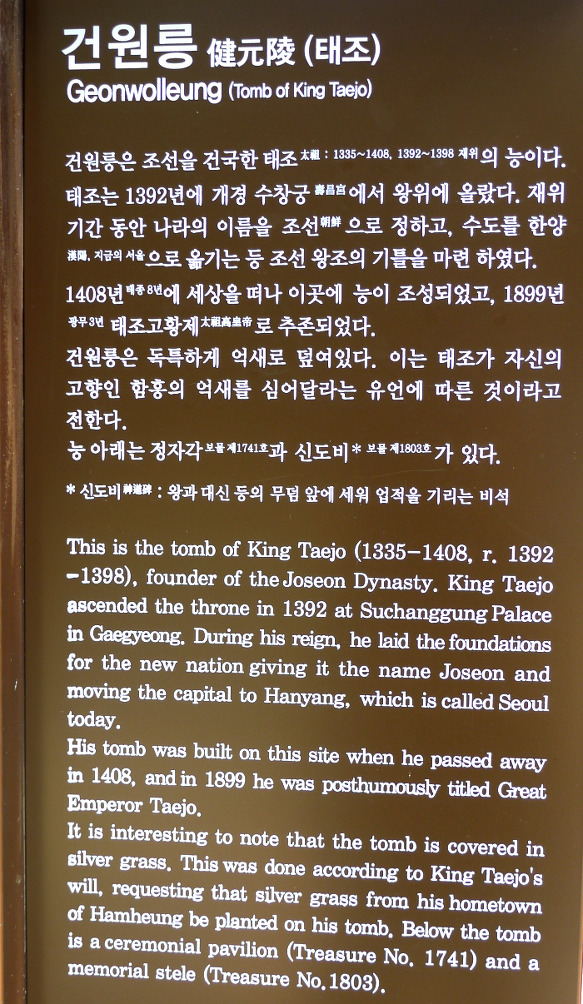 건원릉 健元陵 (태조)
Geonwolleung (Tomb of King Taejo)
건원릉은 조선을 건국한 태조太祖 : 1335~1408, 1392~1398 재위의 능이다.
태조는 1392년에 개경 수창궁壽昌宮에서 왕위에 올랐다. 재위
기간 동안 나라의 이름을 조선朝鮮으로 정하고, 수도를 한양
漢陽, 지금의 서울으로 옮기는 등 조선 왕조의 기틀을 마련 하였다.
1408년태종 8년에 세상을 떠나 이곳에 능이 조성되었고, 1899년
광무 3년 태조고황제太祖高皇帝로 추존되었다.
건원릉은 독특하게 억새로 덮여있다. 이는 태조가 자신의
고향인 함흥의 억새를 심어달라는 유언에 따른 것이라고
전한다.
능 아래는 정자각보물 제1741호과 신도비* 보물 제1803호가 있다.
* 신도비神道碑 : 왕과 대신 등의 무덤 앞에 세워 업적을 기리는 비석
This is the tomb of King Taejo (1335-1408, r. 1392
-1398), founder of the Joseon Dynasty. King Taejo
ascended the throne in 1392 at Suchanggung Palace
in Gaegyeong. During his reign, he laid the foundations
for the new nation giving it the name Joseon and
moving the capital to Hanyang, which is called Seoul
today.
His tomb was built on this site when he passed away
in 1408, and in 1899 he was posthumously titled Great
Emperor Taejo.
It is interesting to note that the tomb is covered in
silver grass. This was done according to King Taejo's
will, requesting that silver grass from his hometown
of Hamheung be planted on his tomb. Below the tomb
is a ceremonial pavilion (Treasure No. 1741) and a
memorial stele (Treasure No.1803).